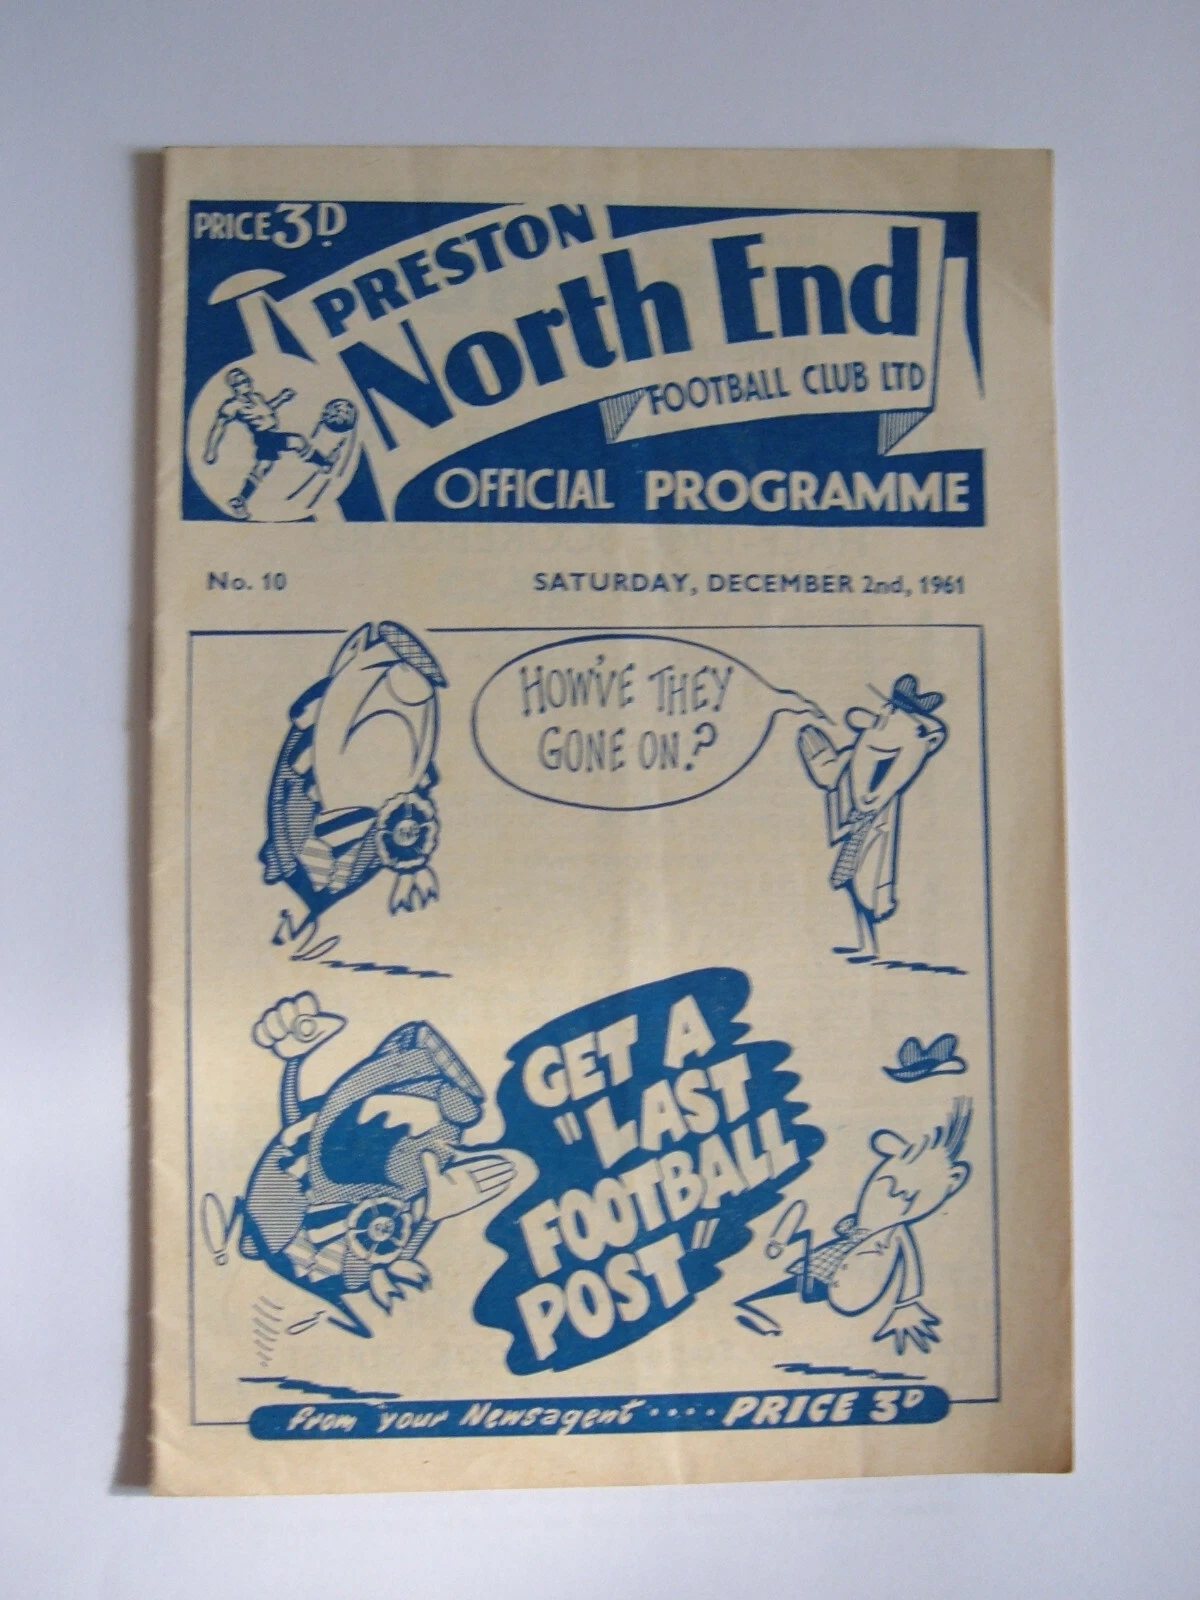 PRICE 3D.
PRESTON
North End
FOOTBALL CLUB LTD
OFFICIAL PROGRAMME
No. 10 SATURDAY, DECEMBER 2nd, 1961
HOW'VE THEY
GONE ON.?
GET A
"LAST
FOOTBALL
POST"
from your Newsagent .... PRICE 3D